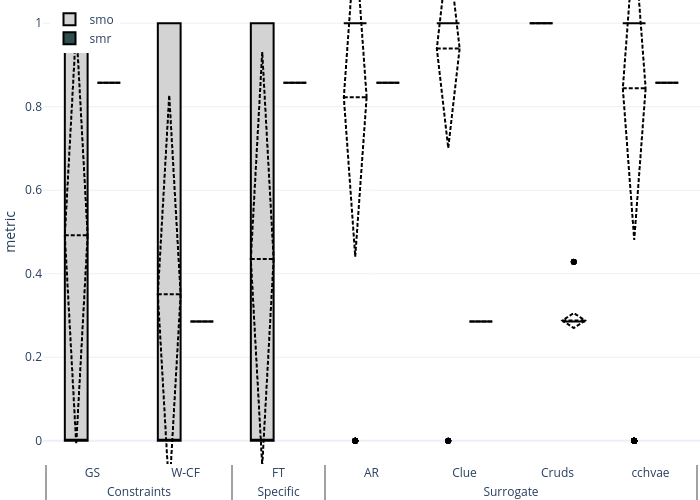 smo
smr
metric
1
0.8
0.6
0.4
0.2
0
GS W-CF FT AR Clue Cruds cchvae
Constraints Specific Surrogate